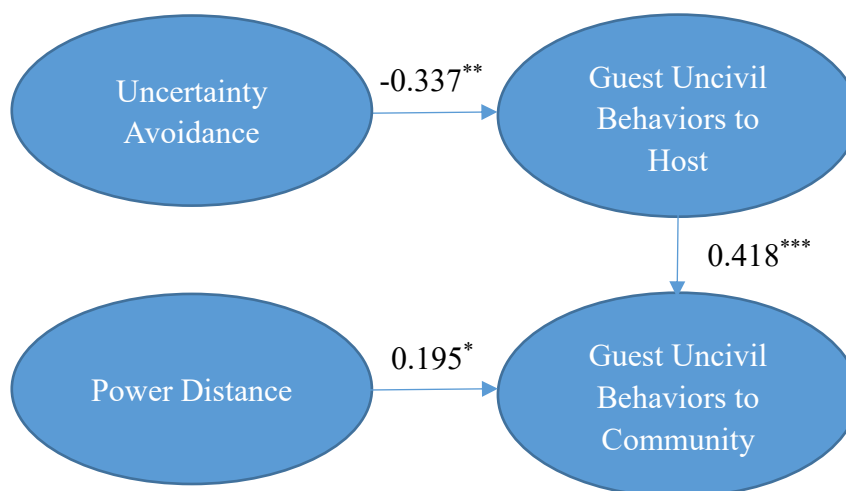 Uncertainty
Avoidance
-0.337**
Guest Uncivil
Behaviors to
Host
0.418***
Power Distance
0.195*
Guest Uncivil
Behaviors to
Community